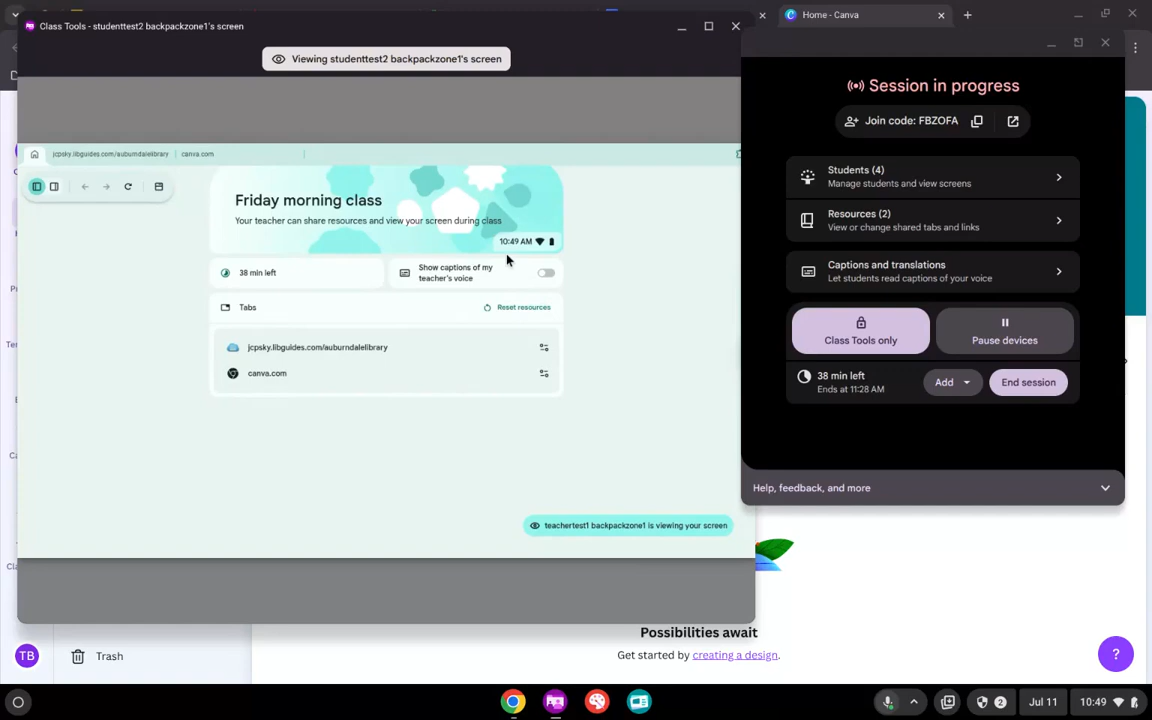 Class Tools - studenttest2 backpackzone1's screen
Home - Canva
Viewing studenttest2 backpackzone1's screen
jcpsky.libguides.com/auburndalelibrary
canva.com
Friday morning class
Your teacher can share resources and view your screen during class
10:49 AM
38 min left
Show captions of my
teacher's voice
Tabs
Reset resources
jcpsky.libguides.com/auburndalelibrary
canva.com
teachertest1 backpackzone1 is viewing your screen
Session in progress
Join code: FBZOFA
Students (4)
Manage students and view screens
Resources (2)
View or change shared tabs and links
Captions and translations
Let students read captions of your voice
Class Tools only
Pause devices
38 min left
Ends at 11:28 AM
Add
End session
Help, feedback, and more
Possibilities await
Get started by creating a design.
TB
Trash
?
2
Jul 11
10:49